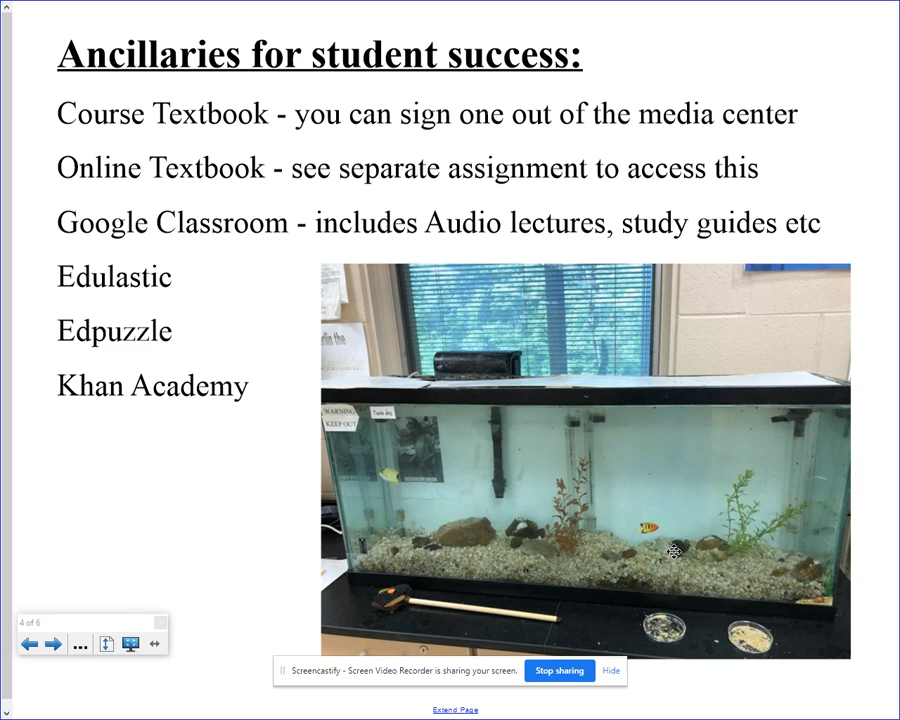 Ancillaries for student success:
Course Textbook - you can sign one out of the media center
Online Textbook - see separate assignment to access this
Google Classroom - includes Audio lectures, study guides etc
Edulastic
Edpuzzle
Khan Academy
rlin the
WARNING
KEEP OUT
4 of 6
Screencastify - Screen Video Recorder is sharing your screen.
Stop sharing
Hide
Extend Page